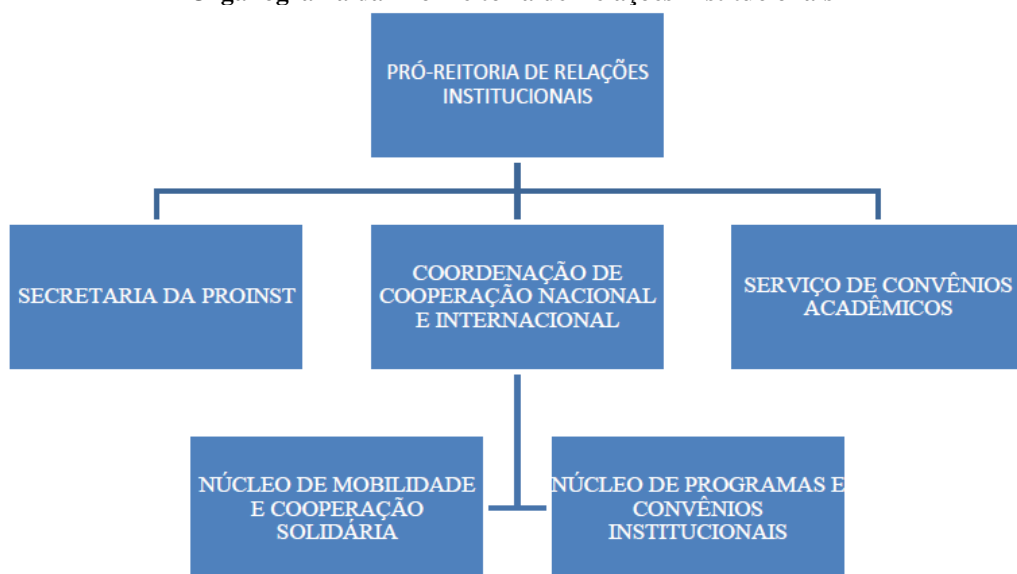 PRÓ-REITORIA DE RELAÇÕES
INSTITUCIONAIS
SECRETARIA DA PROINST
COORDENAÇÃO DE
COOPERAÇÃO NACIONAL
E INTERNACIONAL
SERVIÇO DE CONVÊNIOS
ACADÊMICOS
NÚCLEO DE MOBILIDADE
E COOPERAÇÃO
SOLIDÁRIA
NÚCLEO DE PROGRAMAS E
CONVÊNIOS
INSTITUCIONAIS